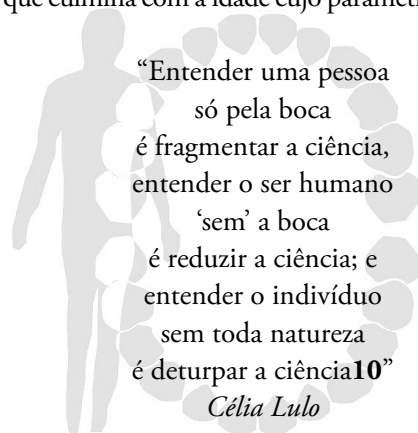 que culmina com a idade cujo parâmet
“Entender uma pessoa
só pela boca
é fragmentar a ciência,
entender o ser humano
‘sem’ a boca
é reduzir a ciência; e
entender o indivíduo
sem toda natureza
é deturpar a ciência10”
Célia Lulo